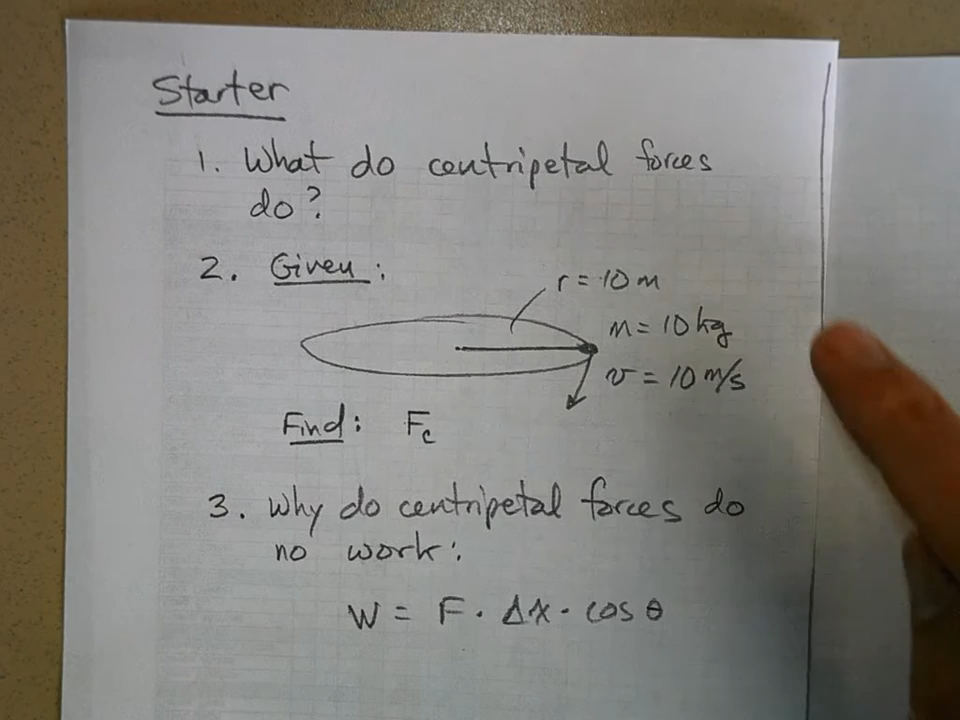 Starter
1. What do centripetal forces
do?
2. Given:
r = 10 m
m = 10 kg
v = 10 m/s
Find: Fc
3. Why do centripetal forces do
no work:
W = F · Δx · cos θ